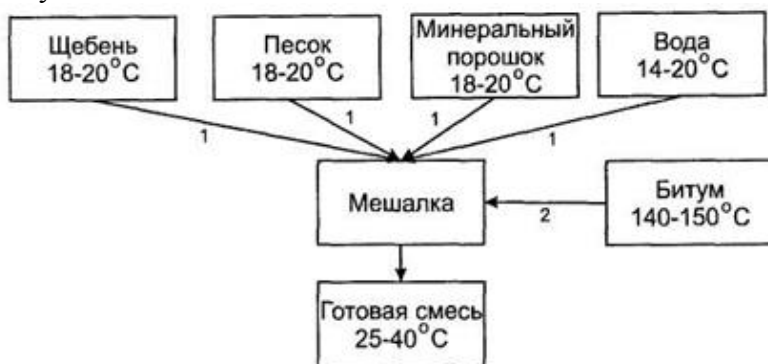 Щебень
18-20°C
Песок
18-20°C
Минеральный
порошок
18-20°C
Вода
14-20°C
1
1
1
1
Мешалка
2
Битум
140-150°C
Готовая смесь
25-40°C